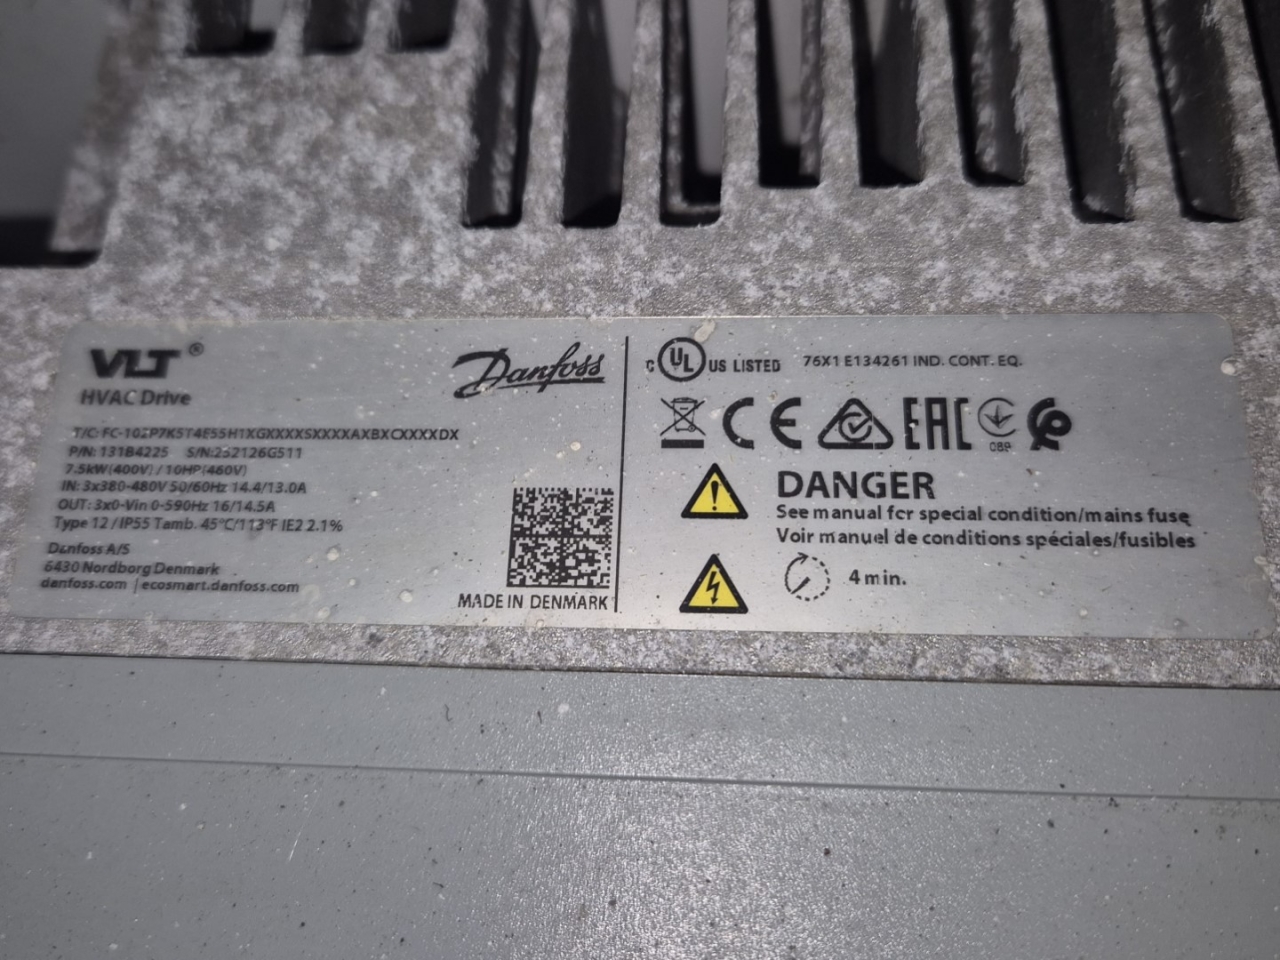 VLT®
HVAC Drive
Danfoss
T/C: FC-102P7K5T4E55H1XGXXXXSXXXXAXBXCXXXXDX
P/N: 131B4225 S/N:
7.5kW(400V) / 10HP(460V)
IN: 3x380-480V 50/60Hz 14.4/13.0A
OUT: 3x0-Vin 0-590Hz 16/14.5A
Type 12 / IP55 Tamb. 45°C/113°F IE2 2.1%
Danfoss A/S
6430 Nordborg Denmark
danfoss.com | ecosmart.danfoss.com
MADE IN DENMARK
C UL US LISTED 76X1 E134261 IND. CONT. EQ.
CE EAC
089
DANGER
See manual for special condition/mains fuse
Voir manuel de conditions spéciales/fusibles
4 min.